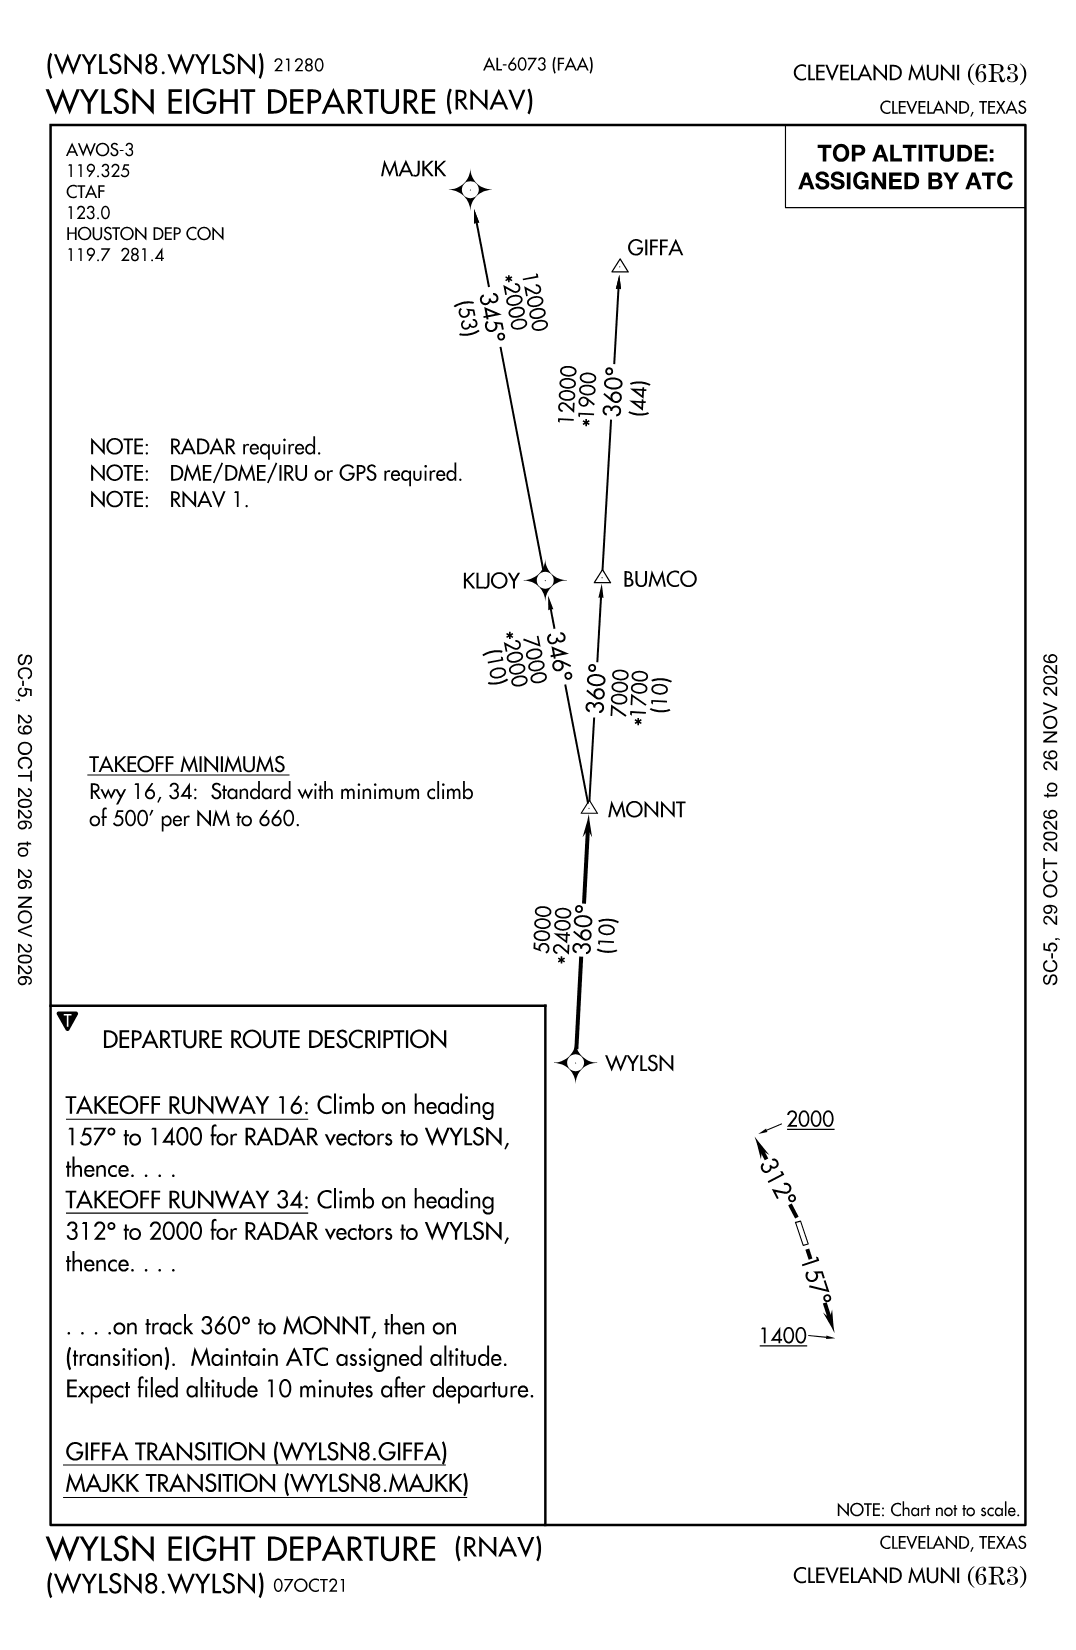 (WYLSN8.WYLSN) 21280
AL-6073 (FAA)
CLEVELAND MUNI (6R3)
WYLSN EIGHT DEPARTURE (RNAV)
CLEVELAND, TEXAS
TOP ALTITUDE:
ASSIGNED BY ATC
AWOS-3
119.325
CTAF
123.0
HOUSTON DEP CON
119.7 281.4
MAJKK
GIFFA
12000
*2000
345°
(53)
12000
*1900
360°
(44)
NOTE: RADAR required.
NOTE: DME/DME/IRU or GPS required.
NOTE: RNAV 1.
KLJOY
BUMCO
346°
7000
*2000
(10)
360°
7000
*1700
(10)
SC-5, 29 OCT 2026 to 26 NOV 2026
SC-5, 29 OCT 2026 to 26 NOV 2026
TAKEOFF MINIMUMS
Rwy 16, 34: Standard with minimum climb
of 500' per NM to 660.
MONNT
5000
*2400
360°
(10)
WYLSN
T
DEPARTURE ROUTE DESCRIPTION
TAKEOFF RUNWAY 16: Climb on heading
157° to 1400 for RADAR vectors to WYLSN,
thence. . . .
TAKEOFF RUNWAY 34: Climb on heading
312° to 2000 for RADAR vectors to WYLSN,
thence. . . .
. . . .on track 360° to MONNT, then on
(transition). Maintain ATC assigned altitude.
Expect filed altitude 10 minutes after departure.
GIFFA TRANSITION (WYLSN8.GIFFA)
MAJKK TRANSITION (WYLSN8.MAJKK)
2000
312°
157°
1400
NOTE: Chart not to scale.
WYLSN EIGHT DEPARTURE (RNAV)
CLEVELAND, TEXAS
(WYLSN8.WYLSN) 07OCT21
CLEVELAND MUNI (6R3)